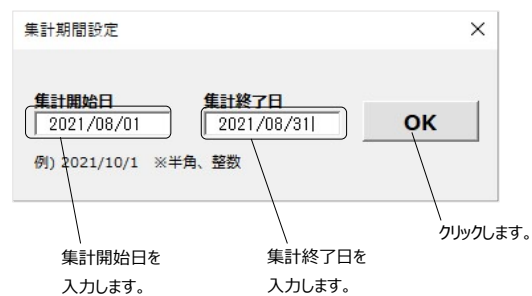 集計期間設定
集計開始日 集計終了日
2021/08/01 2021/08/31 OK
例) 2021/10/1 ※半角、整数
クリックします。
集計開始日を 集計終了日を
入力します。 入力します。